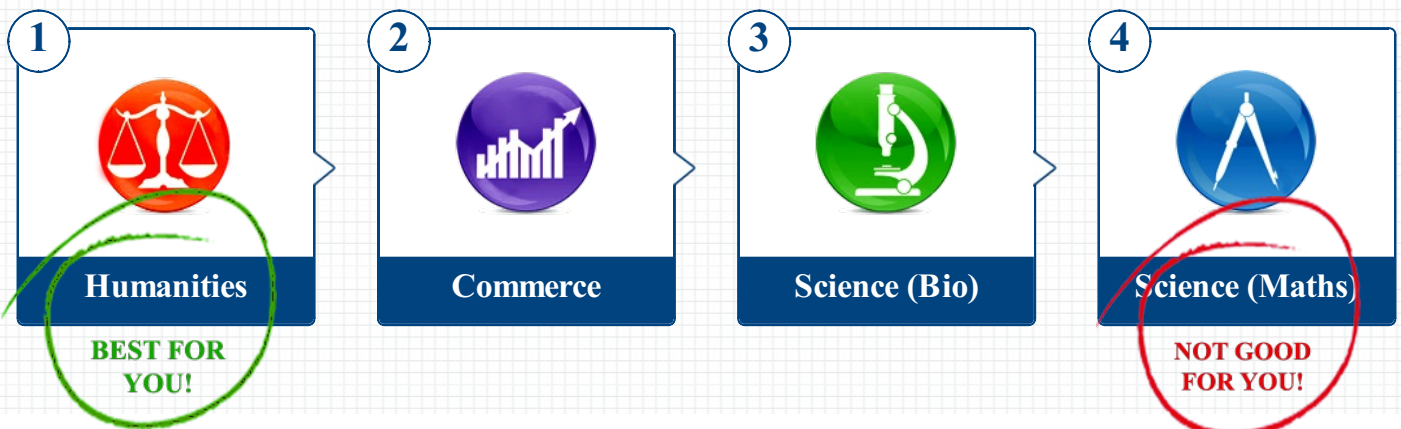 1
2
3
4
Humanities
Commerce
Science (Bio)
Science (Maths)
BEST FOR
YOU!
NOT GOOD
FOR YOU!